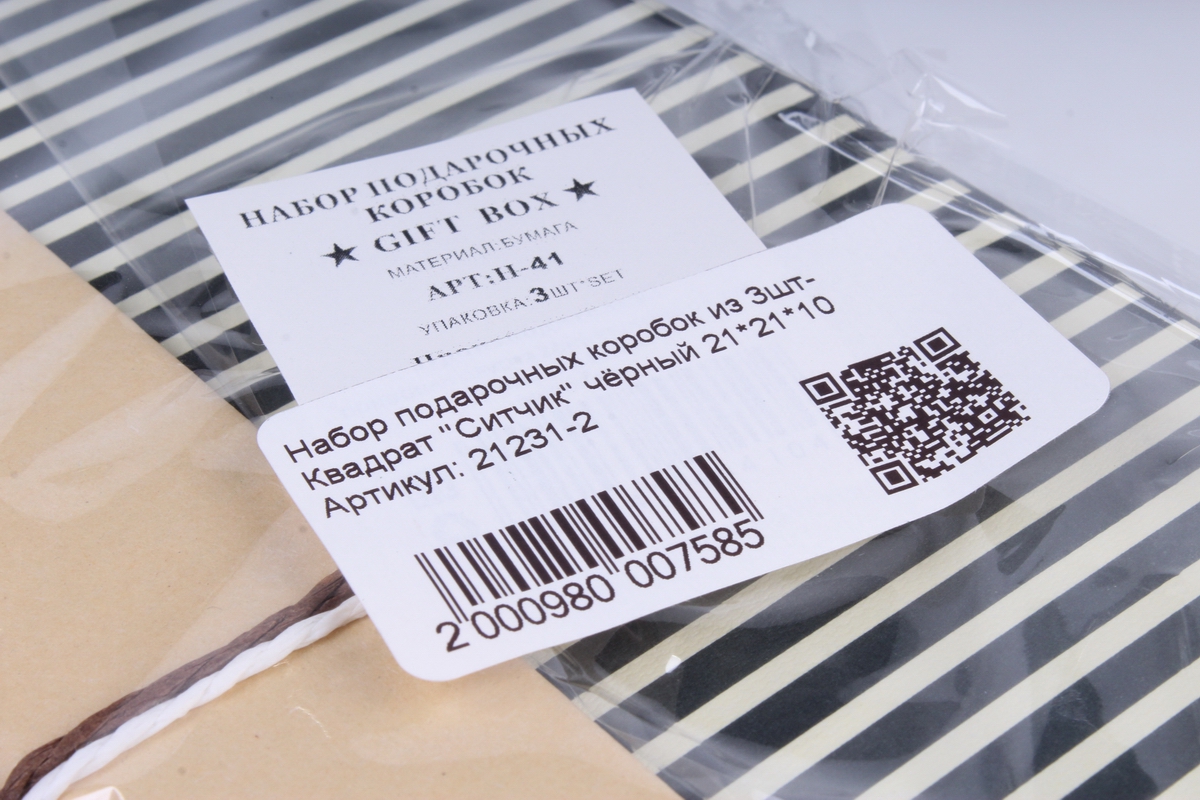 НАБОР ПОДАРОЧНЫХ
КОРОБОК
★ GIFT BOX ★
МАТЕРИАЛ:БУМАГА
АРТ:Н-41
УПАКОВКА:3ШТ*SET
Набор подарочных коробок из 3шт-
Квадрат "Ситчик" чёрный 21*21*10
Артикул: 21231-2
2 000980 007585